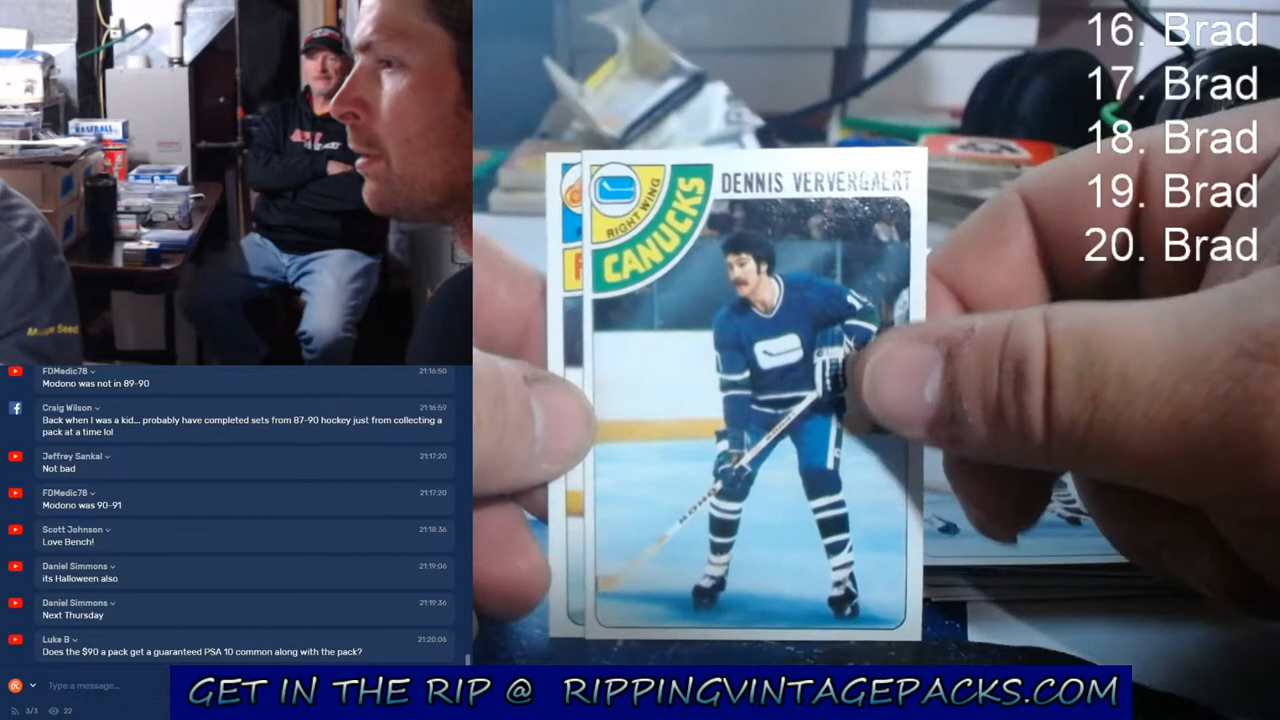 16. Brad
17. Brad
18. Brad
19. Brad
20. Brad
DENNIS VERVERGAERT
RIGHT WING
CANUCKS
BASEBALL
FDMedic78
21:16:50
Modono was not in 89-90
Craig Wilson
21:16:59
Back when I was a kid... probably have completed sets from 87-90 hockey just from collecting a
pack at a time lol
Jeffrey Sankal
21:17:20
Not bad
FDMedic78
21:17:20
Modono was 90-91
Scott Johnson
21:18:36
Love Bench!
Daniel Simmons
21:19:06
its Halloween also
Daniel Simmons
21:19:36
Next Thursday
Luke B
21:20:06
Does the $90 a pack get a guaranteed PSA 10 common along with the pack?
Type a message...
3/3
22
GET IN THE RIP @ RIPPINGVINTAGEPACKS.COM